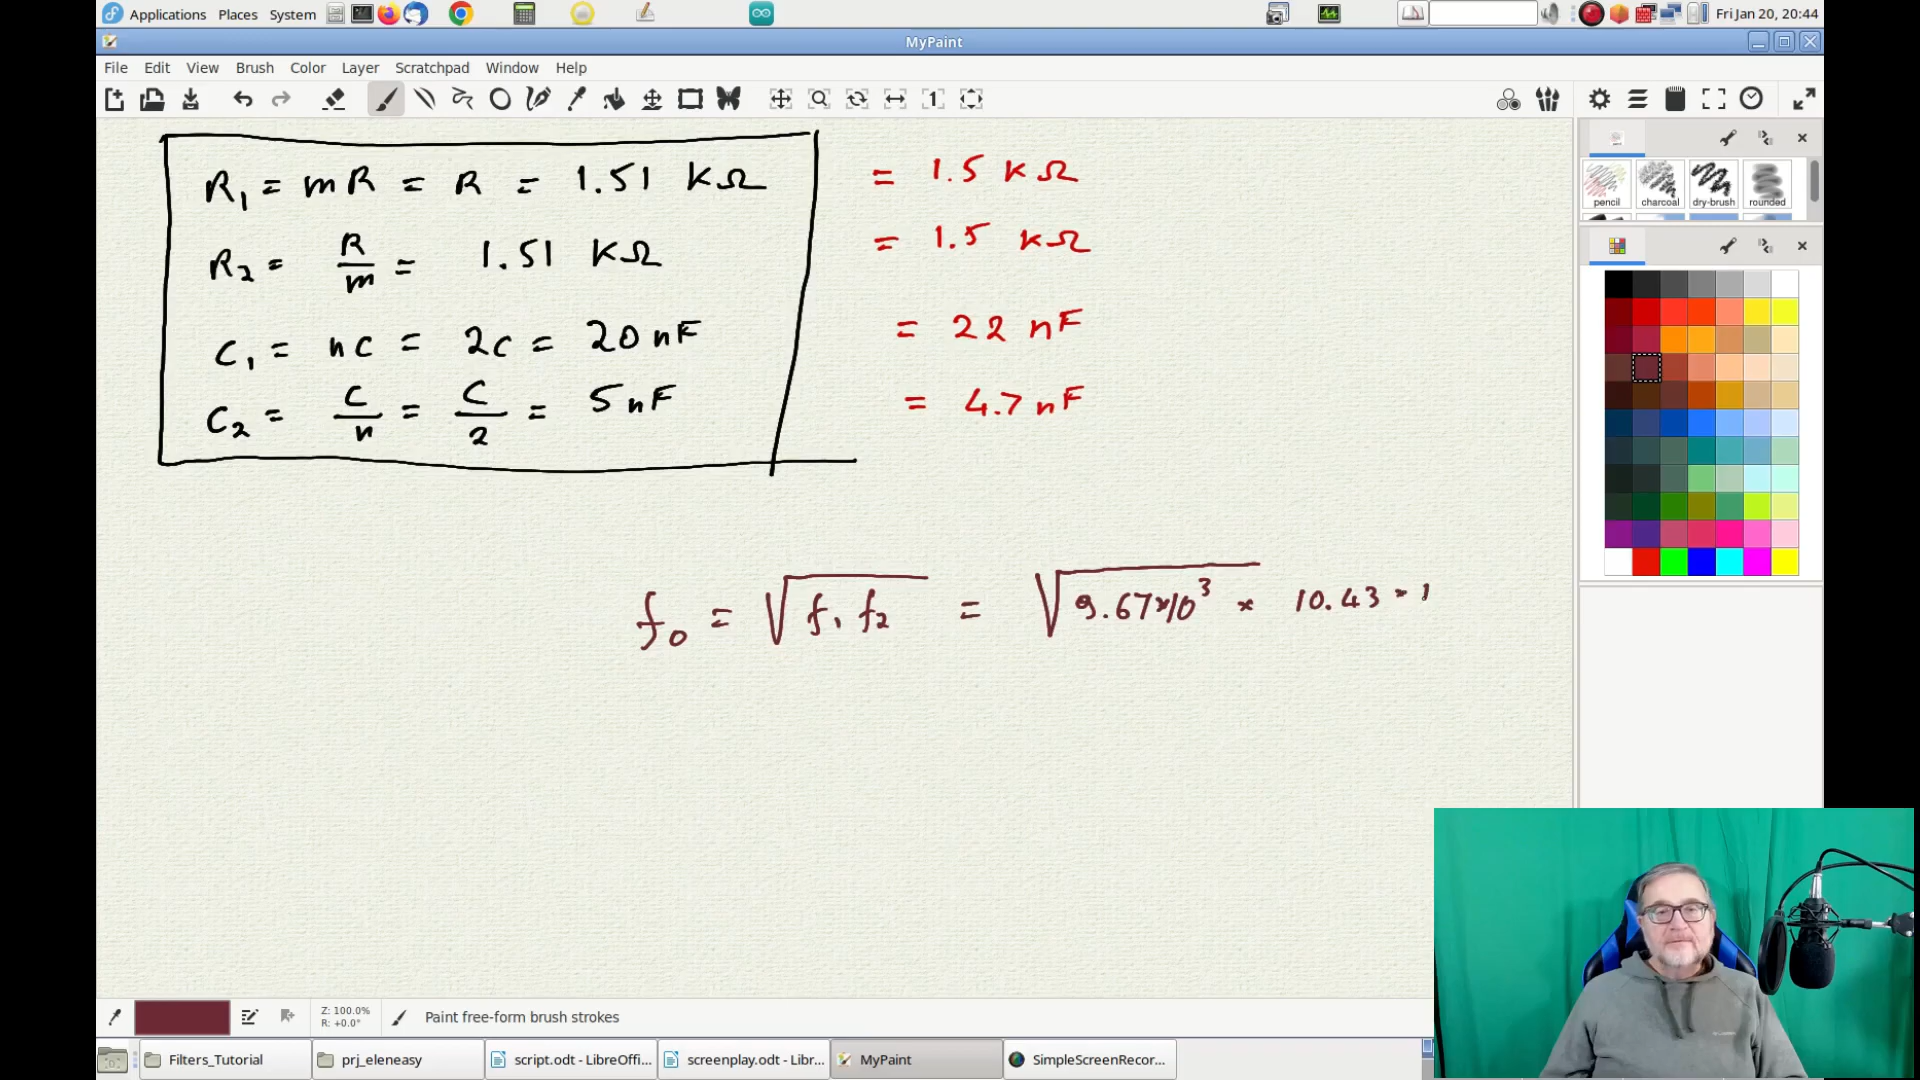 Applications Places System Fri Jan 20, 20:44
MyPaint
File Edit View Brush Color Layer Scratchpad Window Help
R₁ = mR = R = 1.51 kΩ = 1.5 kΩ
pencil charcoal dry-brush rounded
R₂ = R/m = 1.51 kΩ = 1.5 kΩ
C₁ = nC = 2C = 20 nF = 22 nF
C₂ = C/n = C/2 = 5 nF = 4.7 nF
f₀ = √f₁ f₂ = √9.67×10³ × 10.43 × 1
Z: 100.0%
R: +0.0°
Paint free-form brush strokes
Filters_Tutorial prj_eleneasy script.odt - LibreOffi... screenplay.odt - Libr... MyPaint SimpleScreenRecor...